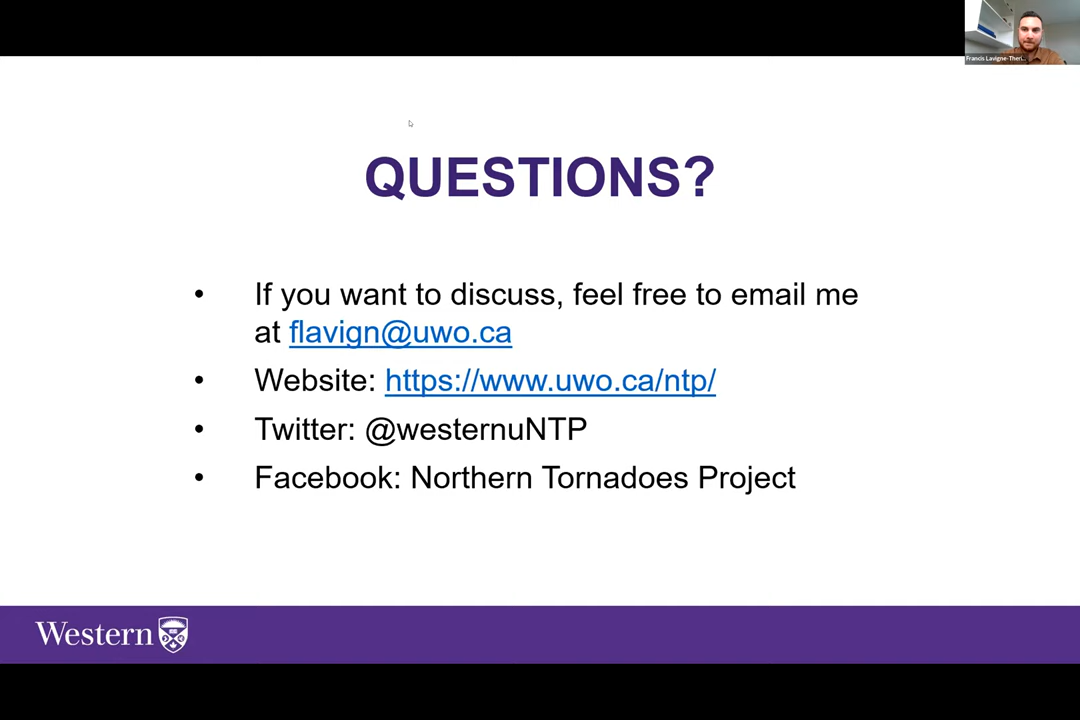 Francis Lavigne-Theri...
QUESTIONS?
• If you want to discuss, feel free to email me
at flavign@uwo.ca
• Website: https://www.uwo.ca/ntp/
• Twitter: @westernuNTP
• Facebook: Northern Tornadoes Project
Western